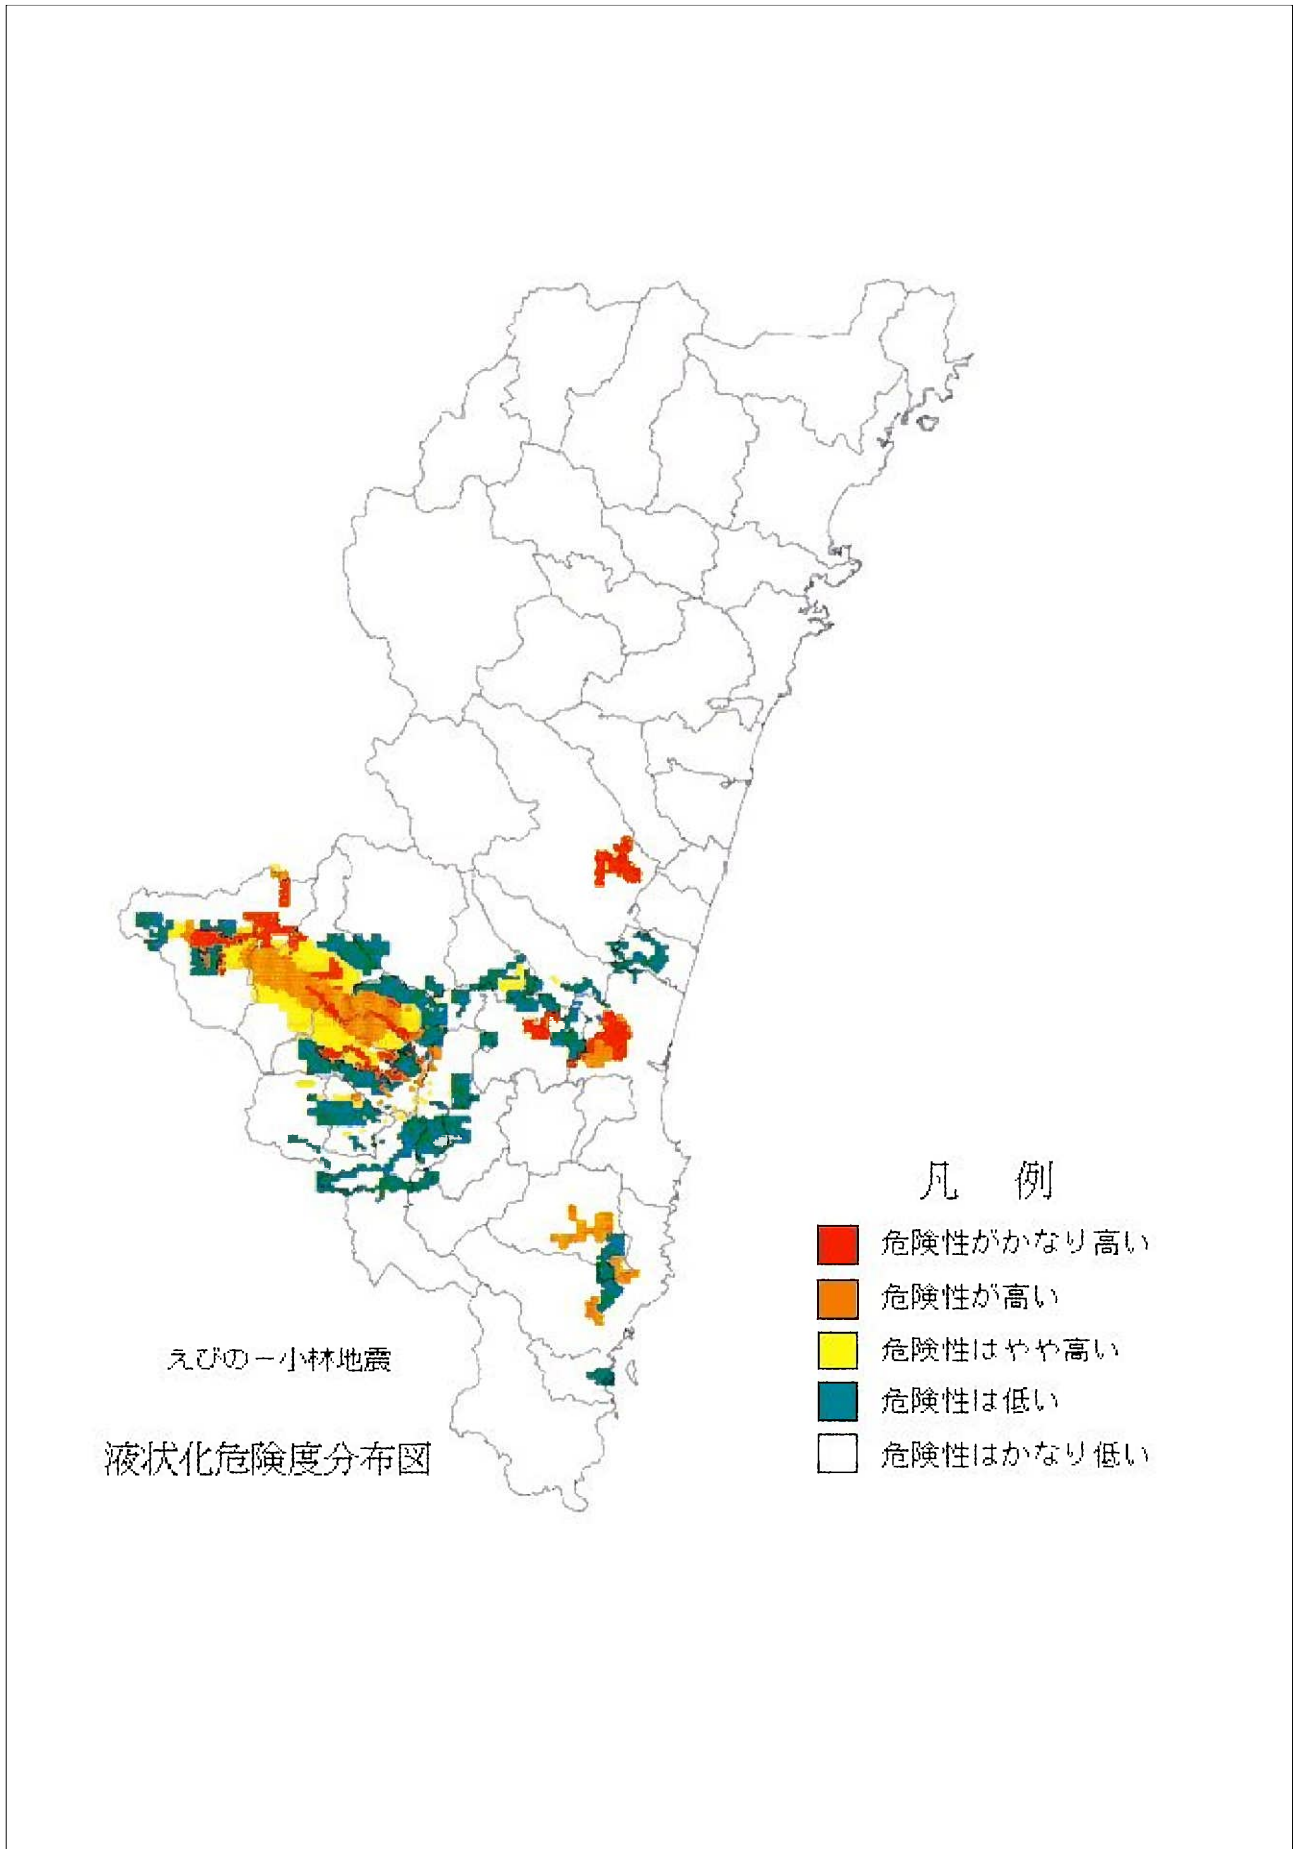 凡 例
危険性がかなり高い
危険性が高い
危険性はやや高い
危険性は低い
危険性はかなり低い
えびの－小林地震
液状化危険度分布図